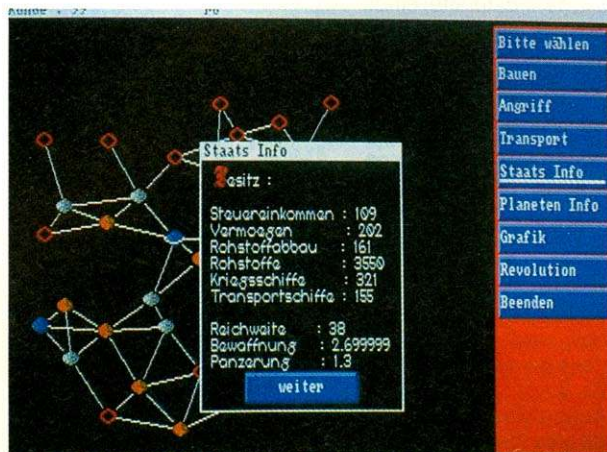 Bitte wählen
Bauen
Angriff
Transport
Staats Info
Planeten Info
Grafik
Revolution
Beenden
Staats Info
Besitz :
Steuereinkommen : 109
Vermoegen : 202
Rohstoffabbau : 161
Rohstoffe : 3550
Kriegsschiffe : 321
Transportschiffe : 155
Reichweite : 38
Bewaffnung : 2.699999
Panzerung : 1.3
weiter